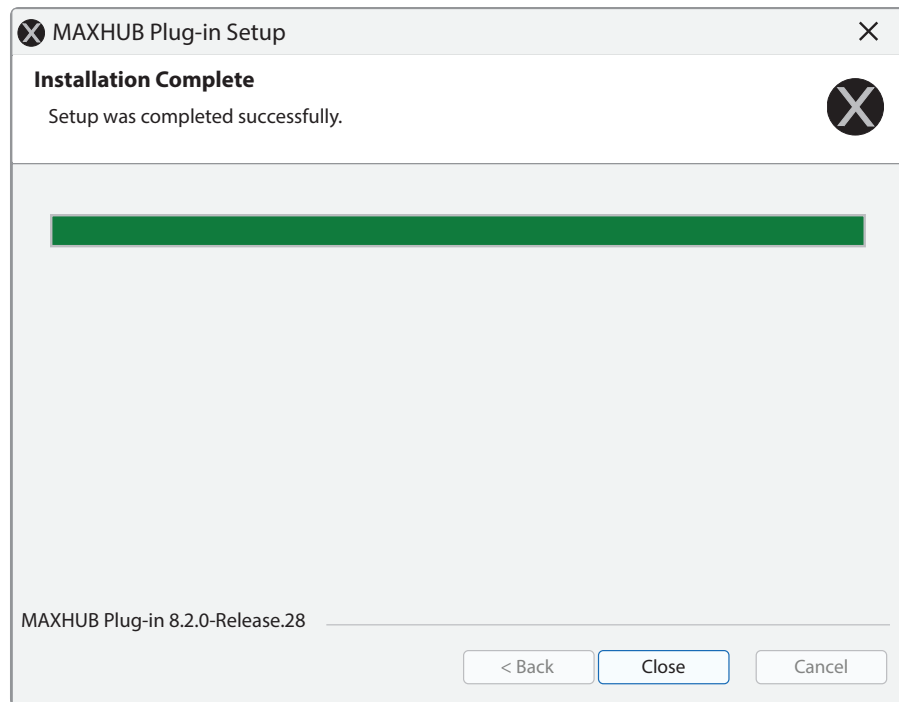 MAXHUB Plug-in Setup
Installation Complete
Setup was completed successfully.
X
MAXHUB Plug-in 8.2.0-Release.28
< Back Close Cancel